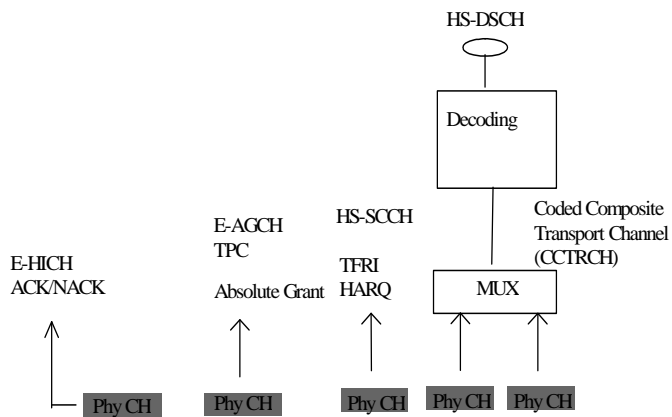 HS-DSCH
Decoding
Coded Composite
Transport Channel
(CCTRCH)
E-HICH
ACK/NACK
E-AGCH
TPC
Absolute Grant
HS-SCCH
TFRI
HARQ
MUX
Phy CH
Phy CH
Phy CH
Phy CH
Phy CH